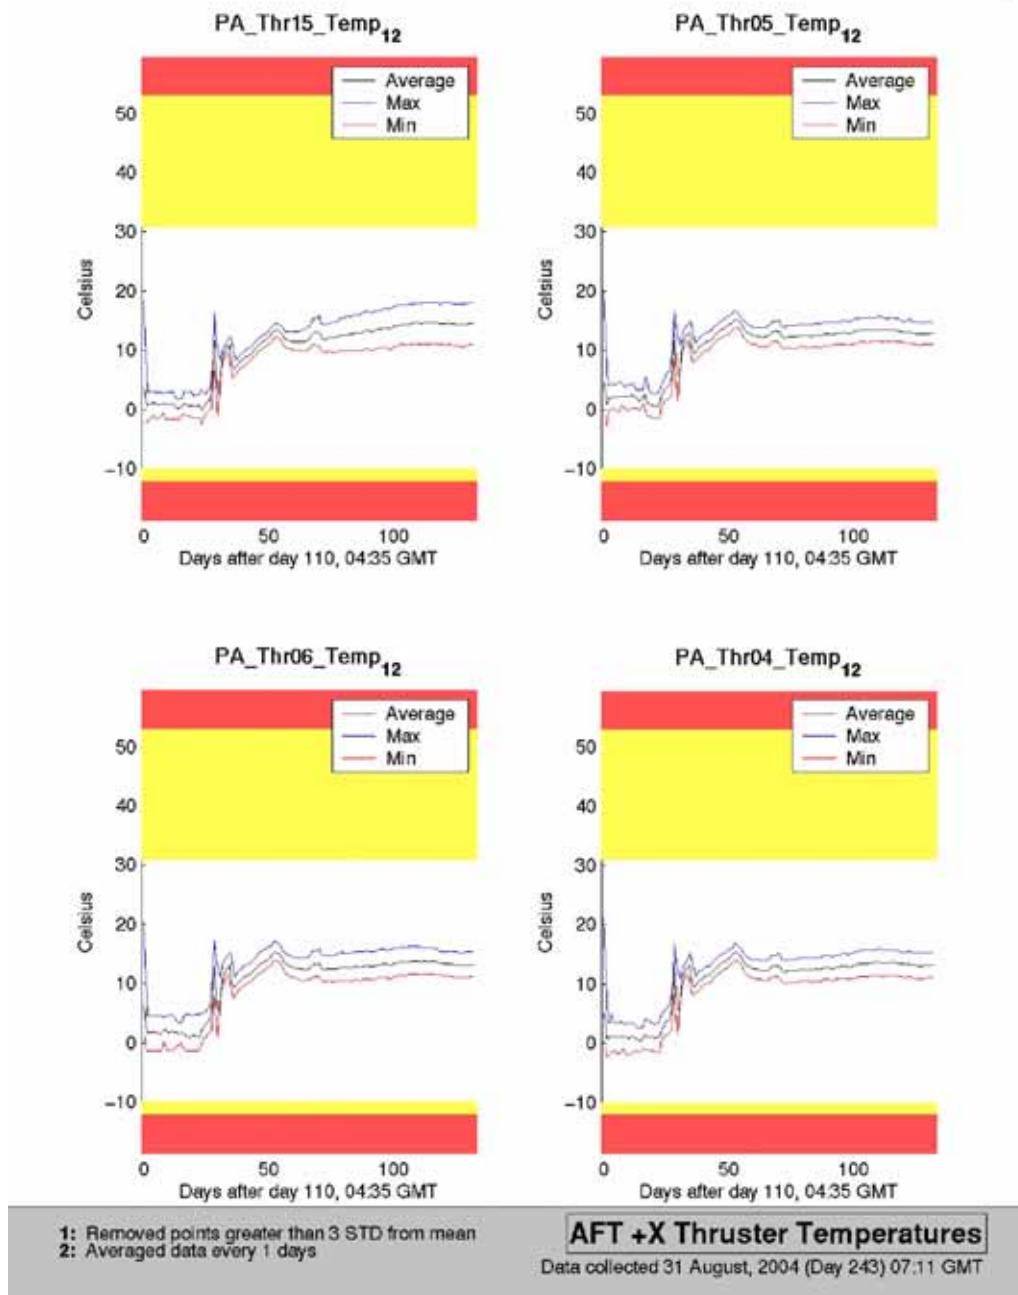 PA_Thr15_Temp12
Average
Max
Min
50
40
30
20
10
0
−10
Celsius
0 50 100
Days after day 110, 04:35 GMT
PA_Thr05_Temp12
Average
Max
Min
50
40
30
20
10
0
−10
Celsius
0 50 100
Days after day 110, 04:35 GMT
PA_Thr06_Temp12
Average
Max
Min
50
40
30
20
10
0
−10
Celsius
0 50 100
Days after day 110, 04:35 GMT
PA_Thr04_Temp12
Average
Max
Min
50
40
30
20
10
0
−10
Celsius
0 50 100
Days after day 110, 04:35 GMT
1: Removed points greater than 3 STD from mean
2: Averaged data every 1 days
AFT +X Thruster Temperatures
Data collected 31 August, 2004 (Day 243) 07:11 GMT